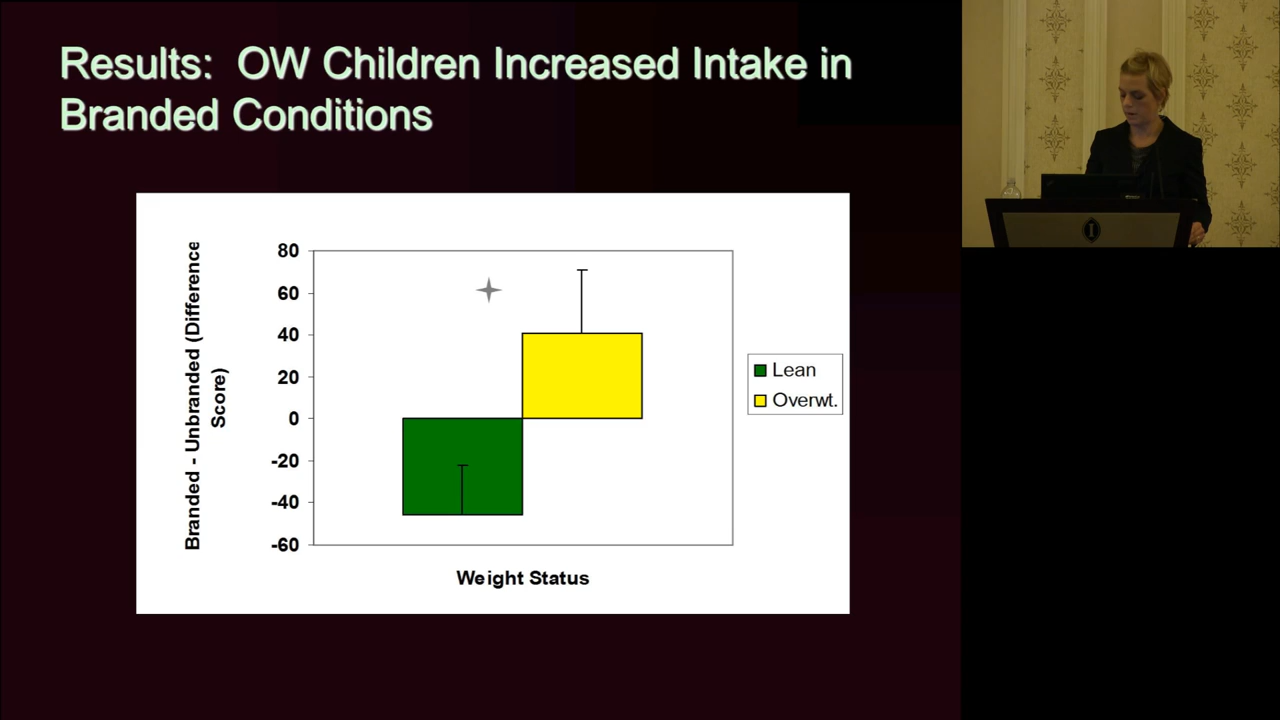 Results:  OW Children Increased Intake in
Branded Conditions
Branded - Unbranded (Difference
Score)
80
60
40
20
0
-20
-40
-60
Lean
Overwt.
Weight Status